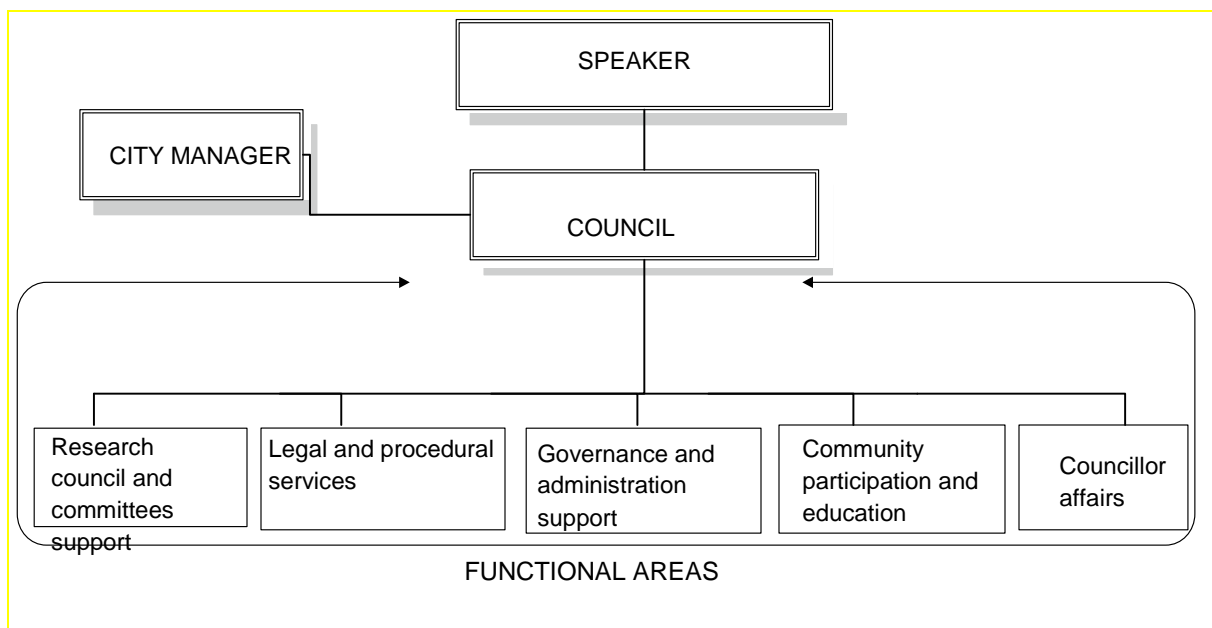 SPEAKER
CITY MANAGER
COUNCIL
Research
council and
committees
support
Legal and procedural
services
Governance and
administration
support
Community
participation and
education
Councillor
affairs
FUNCTIONAL AREAS